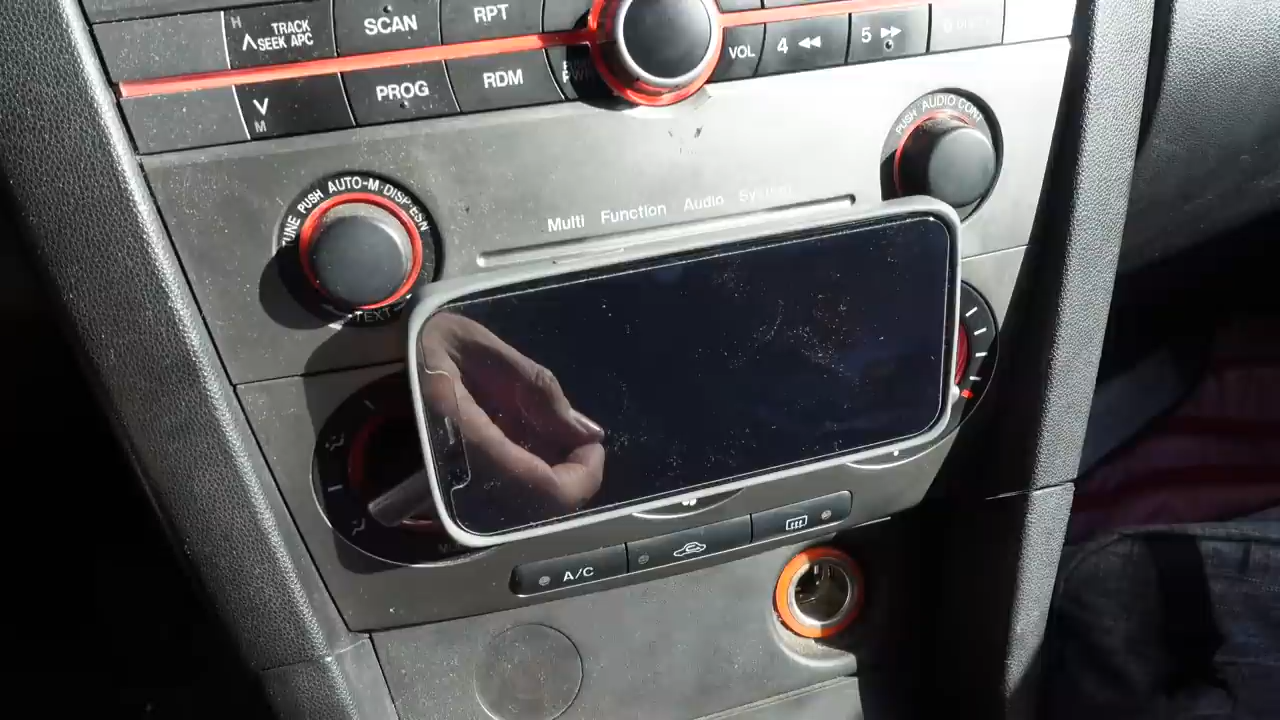 H
TRACK
SEEK APC
SCAN
RPT
VOL
4
5
M
PROG
RDM
PUSH AUDIO CONT
TUNE PUSH AUTO-M·DISP·ESN
TEXT
Multi Function Audio System
A/C